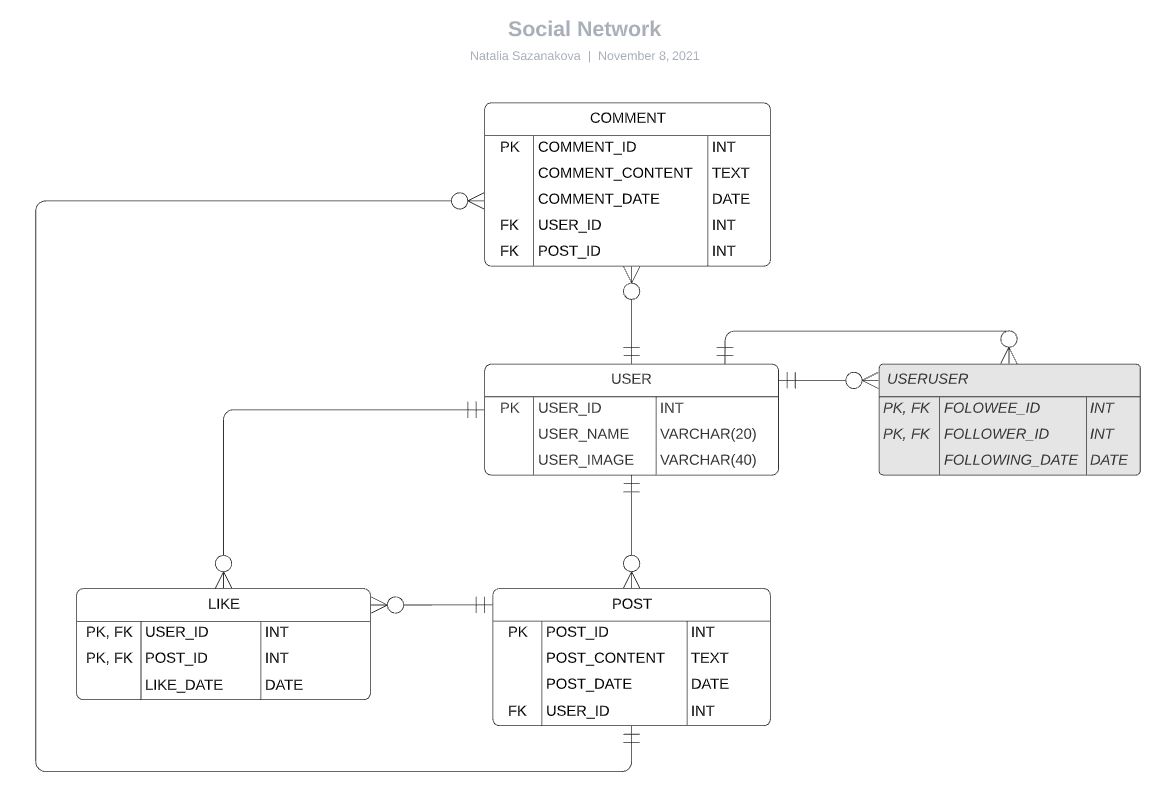 Social Network
Natalia Sazanakova | November 8, 2021
COMMENT
PK COMMENT_ID INT
COMMENT_CONTENT TEXT
COMMENT_DATE DATE
FK USER_ID INT
FK POST_ID INT
USER
PK USER_ID INT
USER_NAME VARCHAR(20)
USER_IMAGE VARCHAR(40)
USERUSER
PK, FK FOLOWEE_ID INT
PK, FK FOLLOWER_ID INT
FOLLOWING_DATE DATE
LIKE
PK, FK USER_ID INT
PK, FK POST_ID INT
LIKE_DATE DATE
POST
PK POST_ID INT
POST_CONTENT TEXT
POST_DATE DATE
FK USER_ID INT